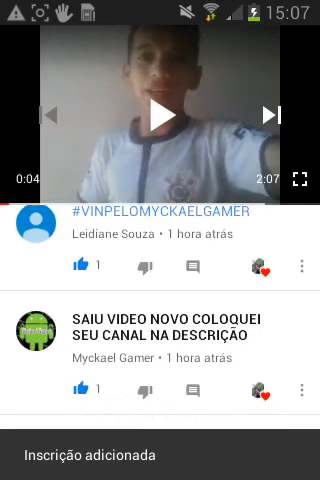 15:07
0:04
2:07
#VINPELOMYCKAELGAMER
Leidiane Souza • 1 hora atrás
1
SAIU VIDEO NOVO COLOQUEI
SEU CANAL NA DESCRIÇÃO
Myckael Gamer • 1 hora atrás
1
Inscrição adicionada